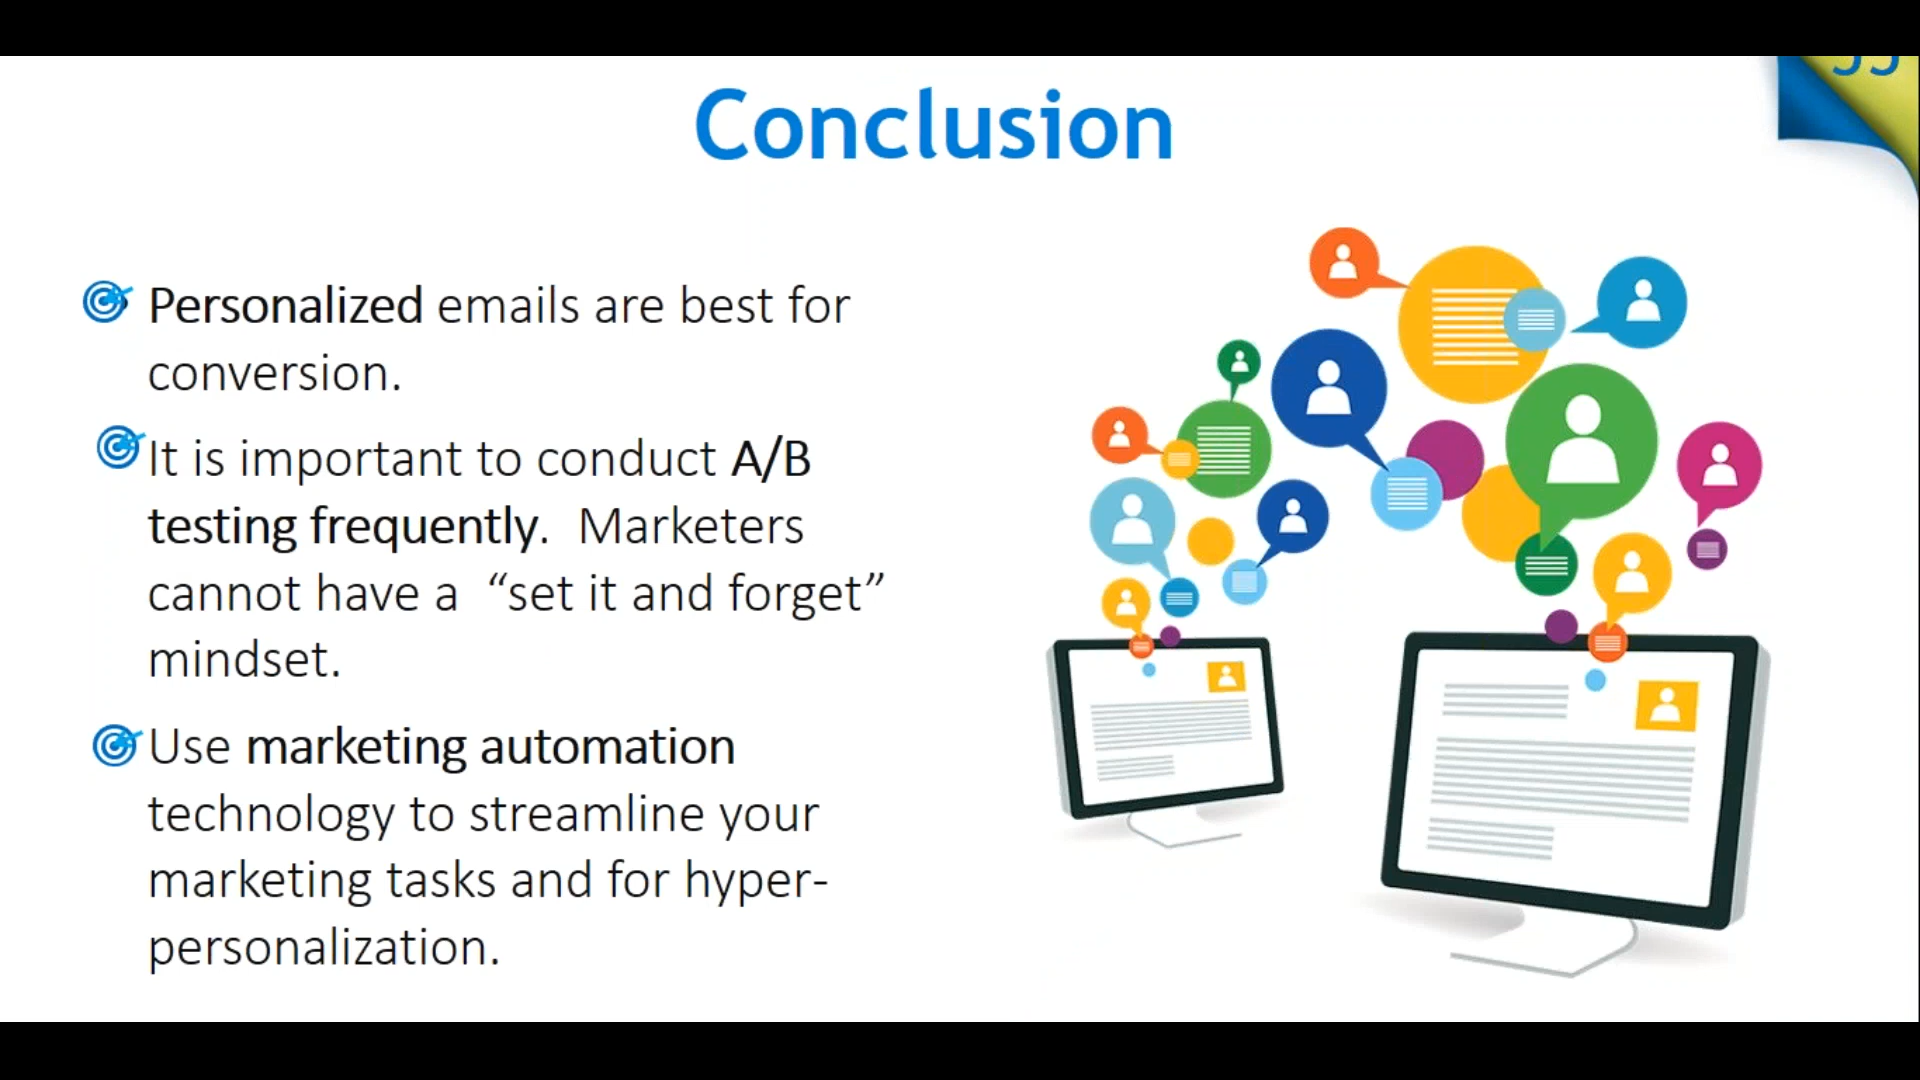 Conclusion
Personalized emails are best for
conversion.
It is important to conduct A/B
testing frequently.  Marketers
cannot have a  “set it and forget”
mindset.
Use marketing automation
technology to streamline your
marketing tasks and for hyper-
personalization.